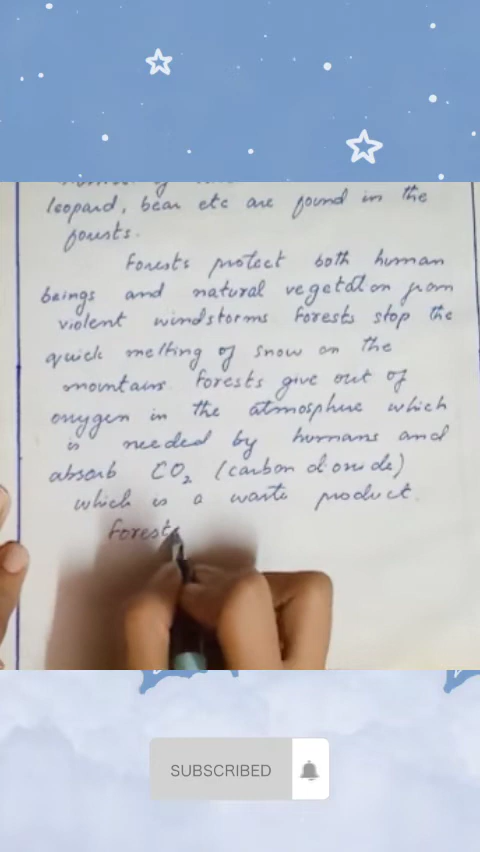 leopard, bear etc are found in the
forests.
Forests protect both human
beings and natural vegetation from
violent windstorms Forests stop the
quick melting of snow on the
mountains. Forests give out of
oxygen in the atmosphere which
is needed by humans and
absorb CO₂ (carbon dioxide)
which is a waste product.
Forests
SUBSCRIBED